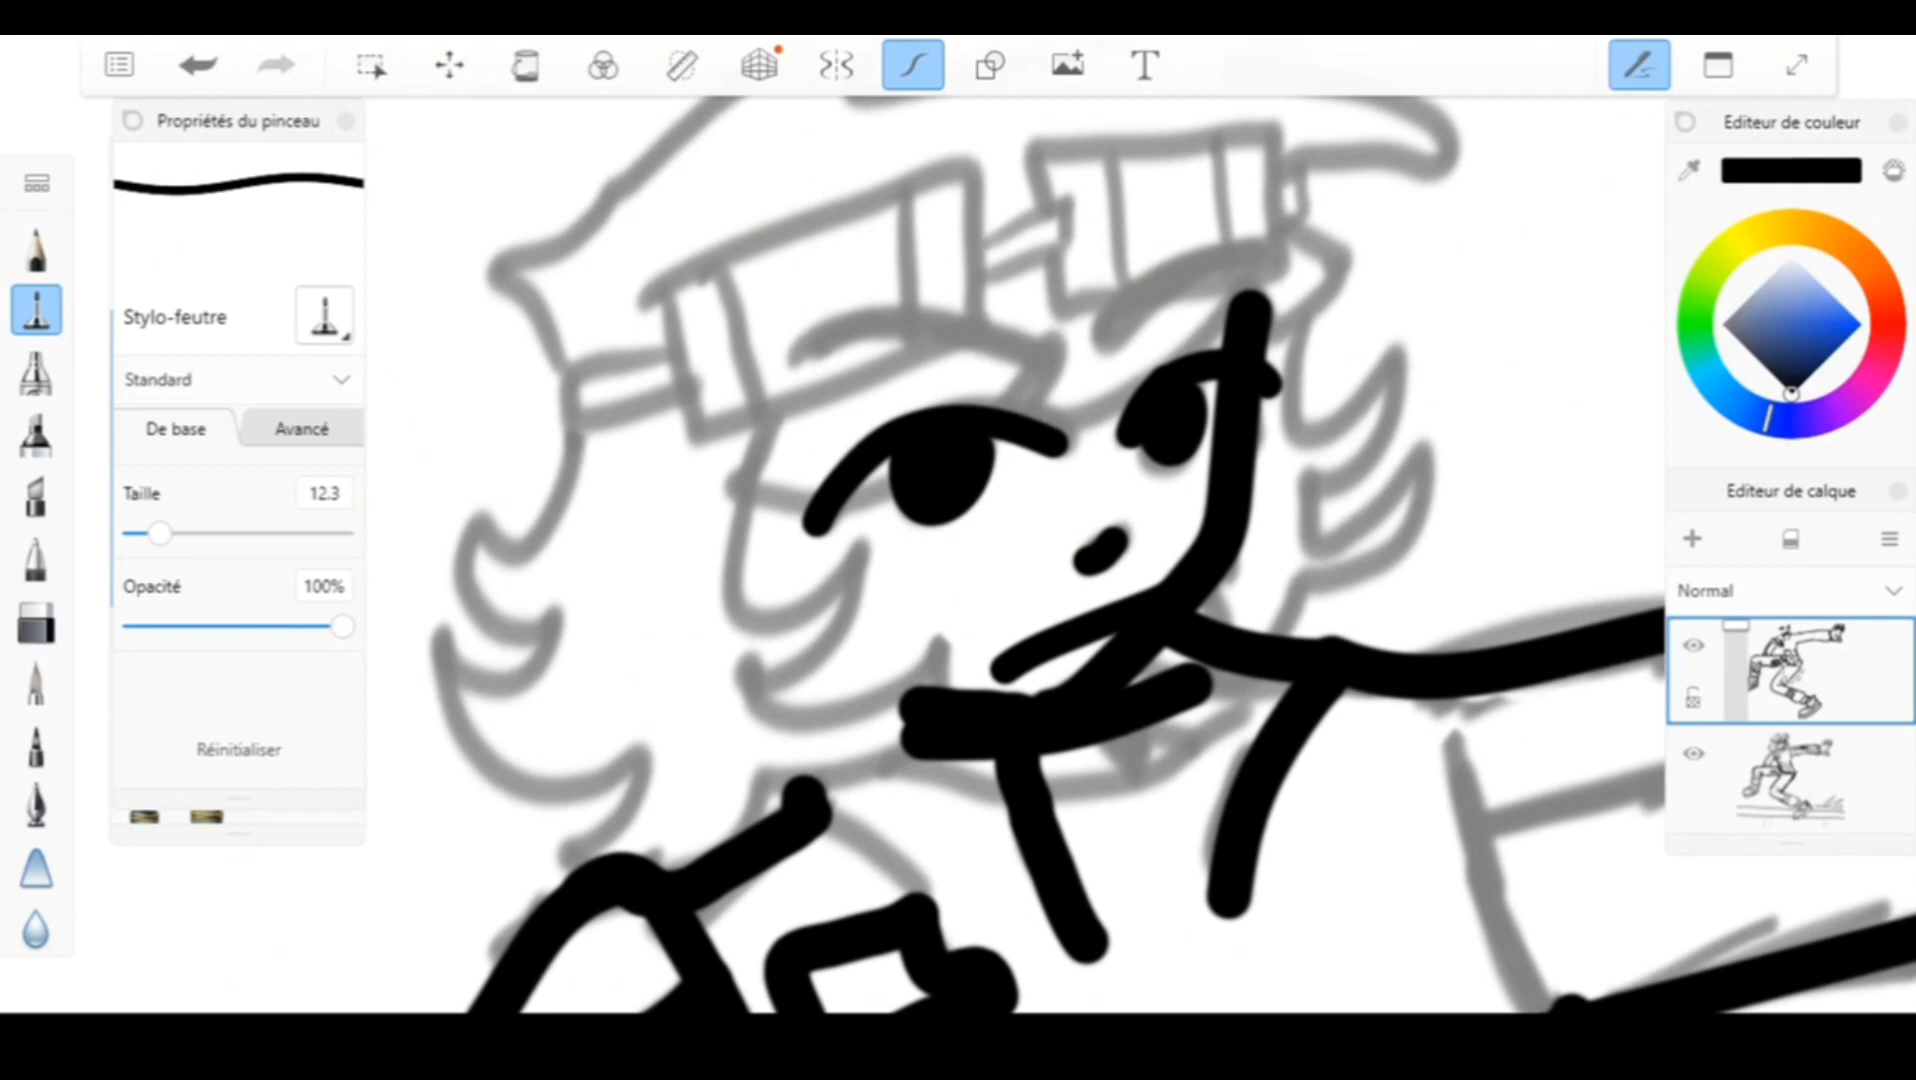 Propriétés du pinceau
Stylo-feutre
Standard
De base
Avancé
Taille
12.3
Opacité
100%
Réinitialiser
Editeur de couleur
Editeur de calque
Normal